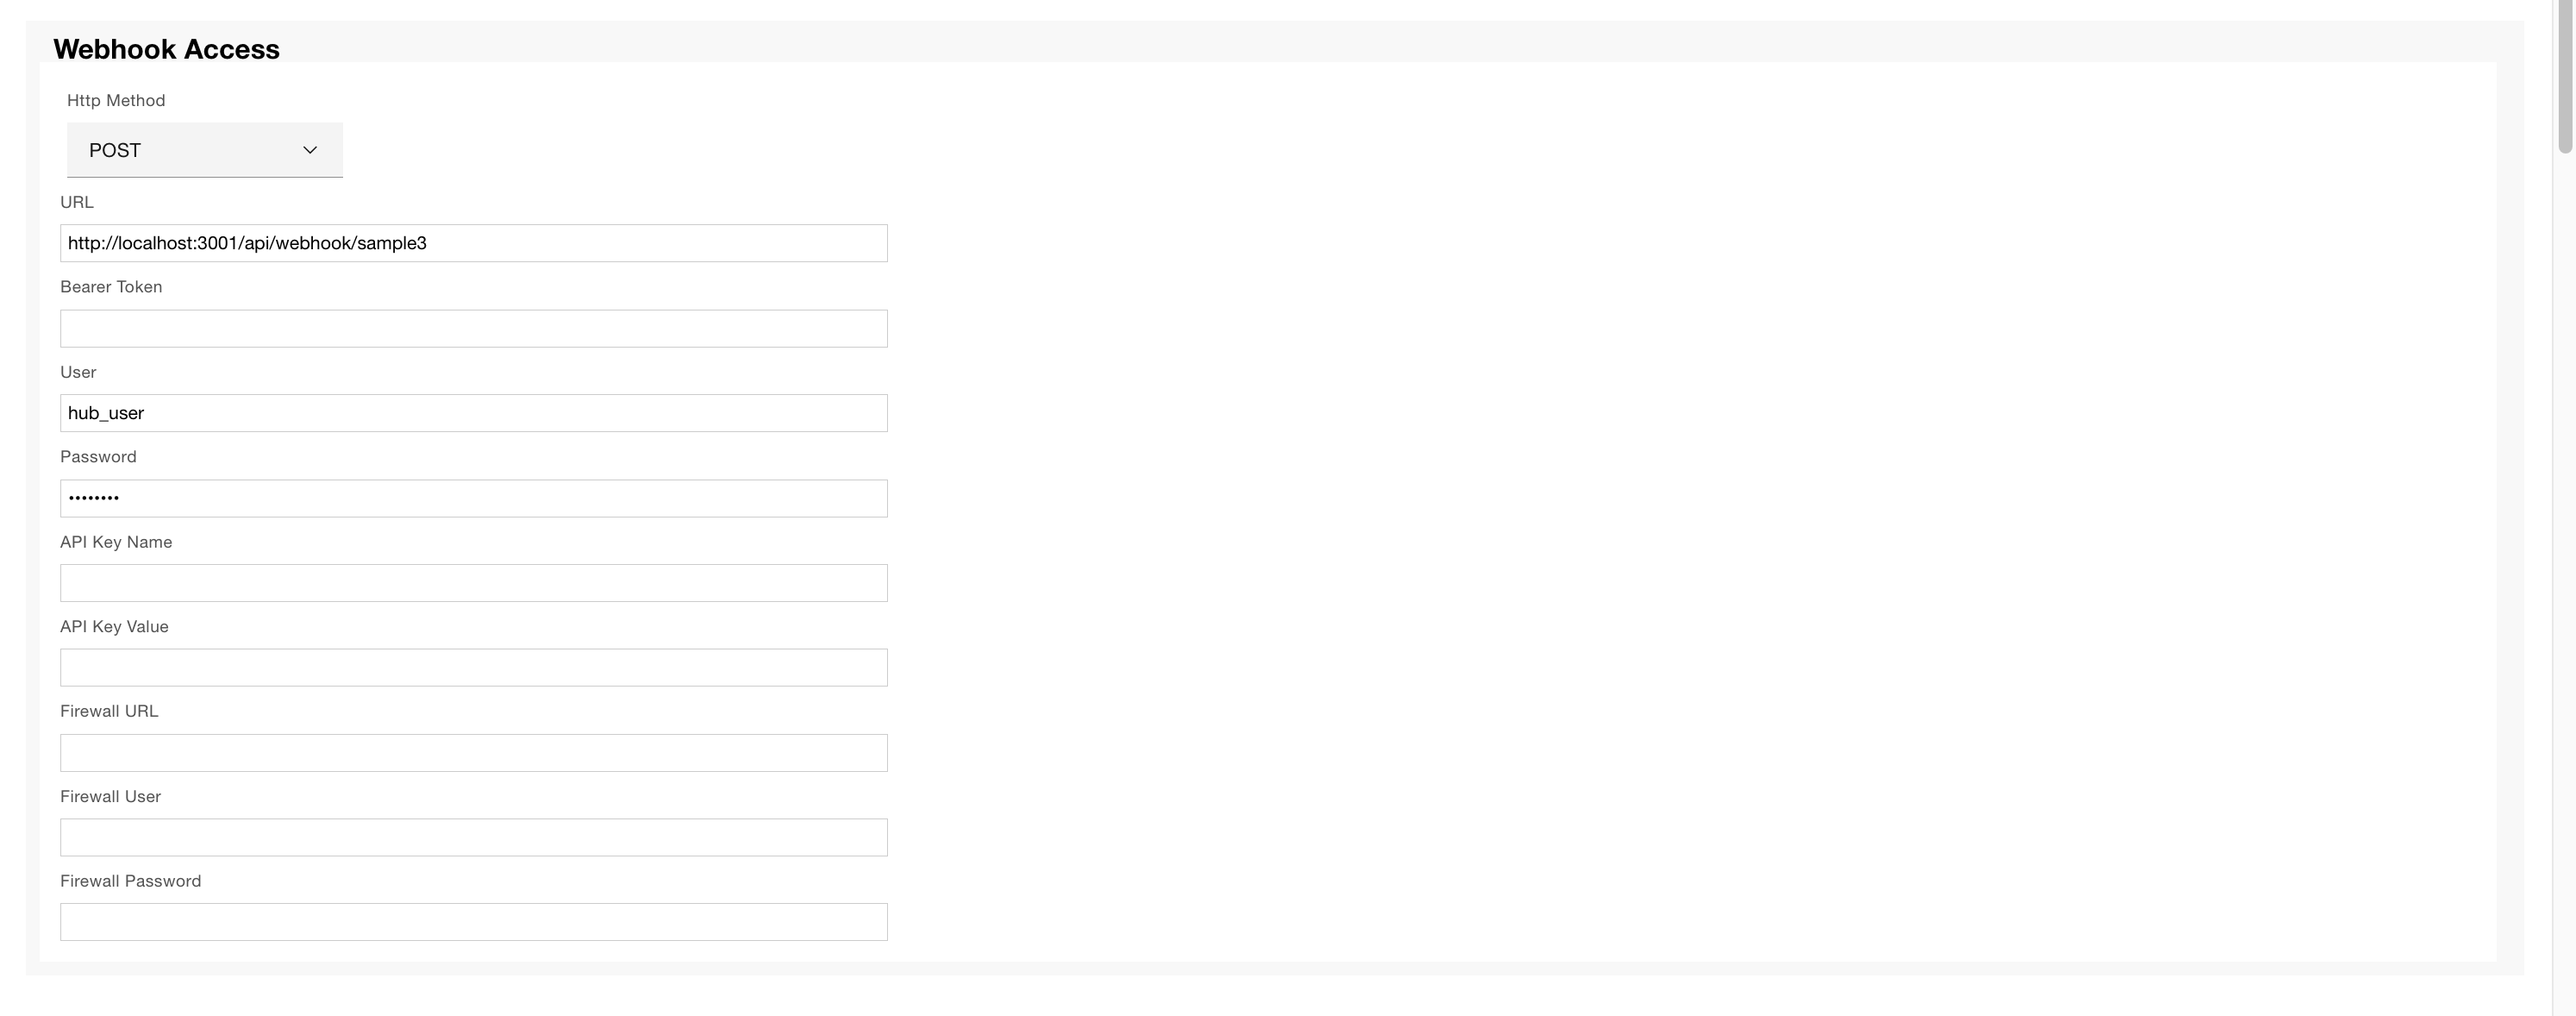 Webhook Access
Http Method
POST
URL
http://localhost:3001/api/webhook/sample3
Bearer Token
User
hub_user
Password
••••••••
API Key Name
API Key Value
Firewall URL
Firewall User
Firewall Password